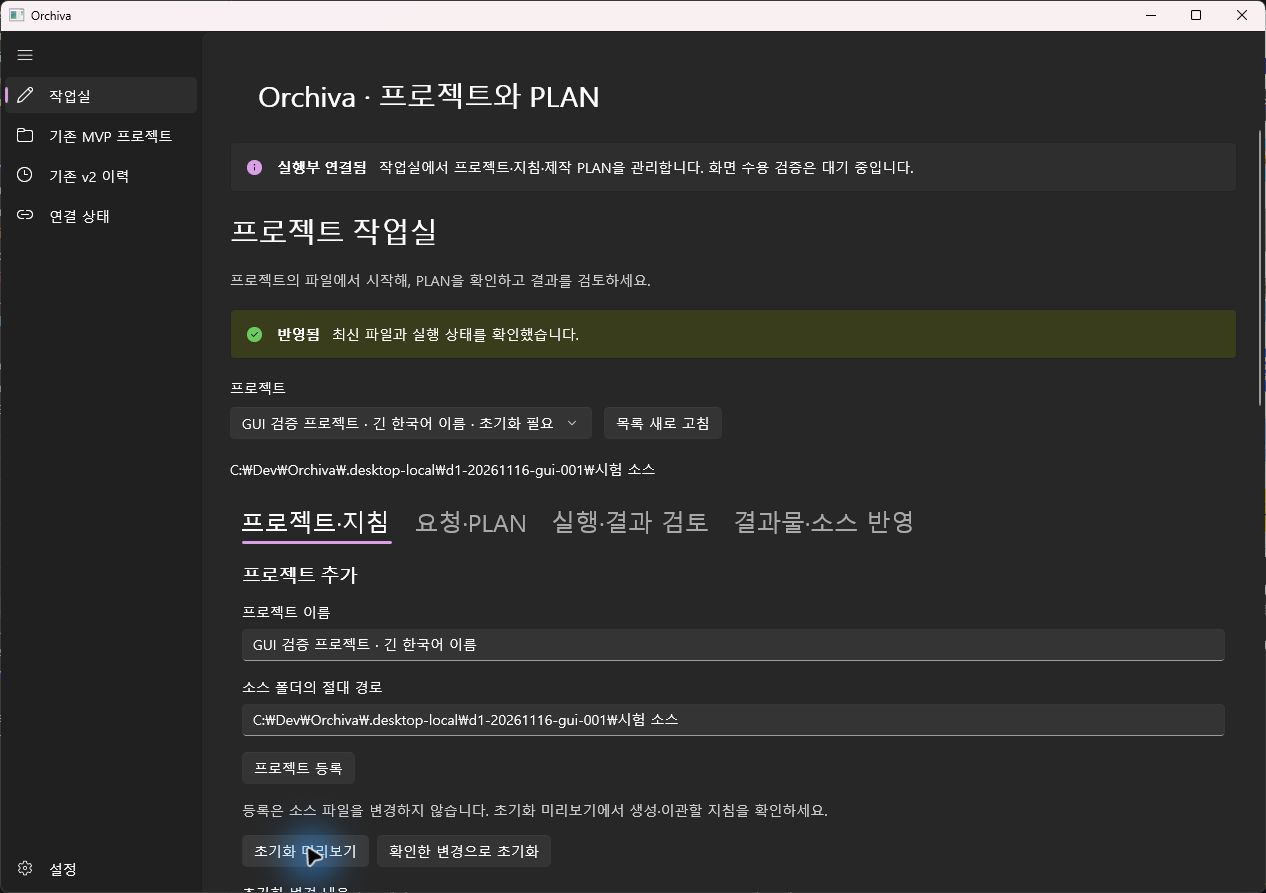 Orchiva
작업실
기존 MVP 프로젝트
기존 v2 이력
연결 상태
설정
Orchiva · 프로젝트와 PLAN
실행부 연결됨 작업실에서 프로젝트·지침·제작 PLAN을 관리합니다. 화면 수용 검증은 대기 중입니다.
프로젝트 작업실
프로젝트의 파일에서 시작해, PLAN을 확인하고 결과를 검토하세요.
반영됨 최신 파일과 실행 상태를 확인했습니다.
프로젝트
GUI 검증 프로젝트 · 긴 한국어 이름 · 초기화 필요 목록 새로 고침
C:₩Dev₩Orchiva₩.desktop-local₩d1-20261116-gui-001₩시험 소스
프로젝트·지침 요청·PLAN 실행·결과 검토 결과물·소스 반영
프로젝트 추가
프로젝트 이름
GUI 검증 프로젝트 · 긴 한국어 이름
소스 폴더의 절대 경로
C:₩Dev₩Orchiva₩.desktop-local₩d1-20261116-gui-001₩시험 소스
프로젝트 등록
등록은 소스 파일을 변경하지 않습니다. 초기화 미리보기에서 생성·이관할 지침을 확인하세요.
초기화 미리보기 확인한 변경으로 초기화
초기화 변경 내용